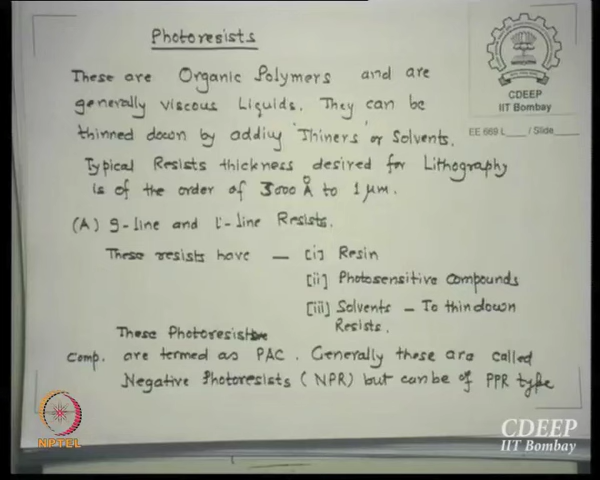 Photoresists
CDEEP
IIT Bombay
EE 669 L____ / Slide____
These are Organic Polymers and are
generally viscous Liquids. They can be
thinned down by adding 'Thiners' or Solvents.
Typical Resists thickness desired for Lithography
is of the order of 3000 Å to 1 μm.
(A) g-line and i-line Resists.
These resists have — [i] Resin
[ii] Photosensitive Compounds
[iii] Solvents - To thin down
Resists.
These Photoresist
Comp. are termed as PAC. Generally these are called
Negative Photoresists (NPR) but can be of PPR type
NPTEL
CDEEP
IIT Bombay